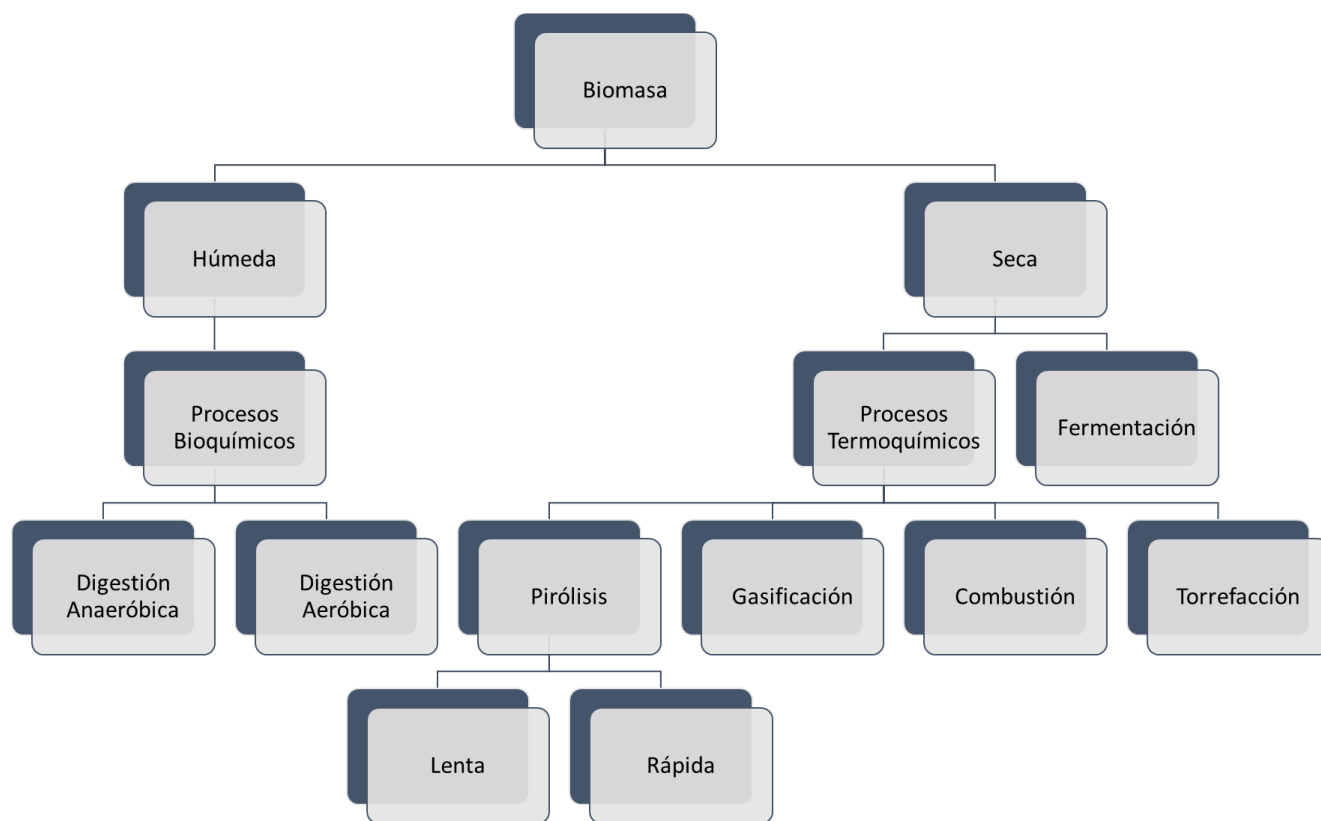 Biomasa
Húmeda
Seca
Procesos
Bioquímicos
Procesos
Termoquímicos
Fermentación
Digestión
Anaeróbica
Digestión
Aeróbica
Pirólisis
Gasificación
Combustión
Torrefacción
Lenta
Rápida